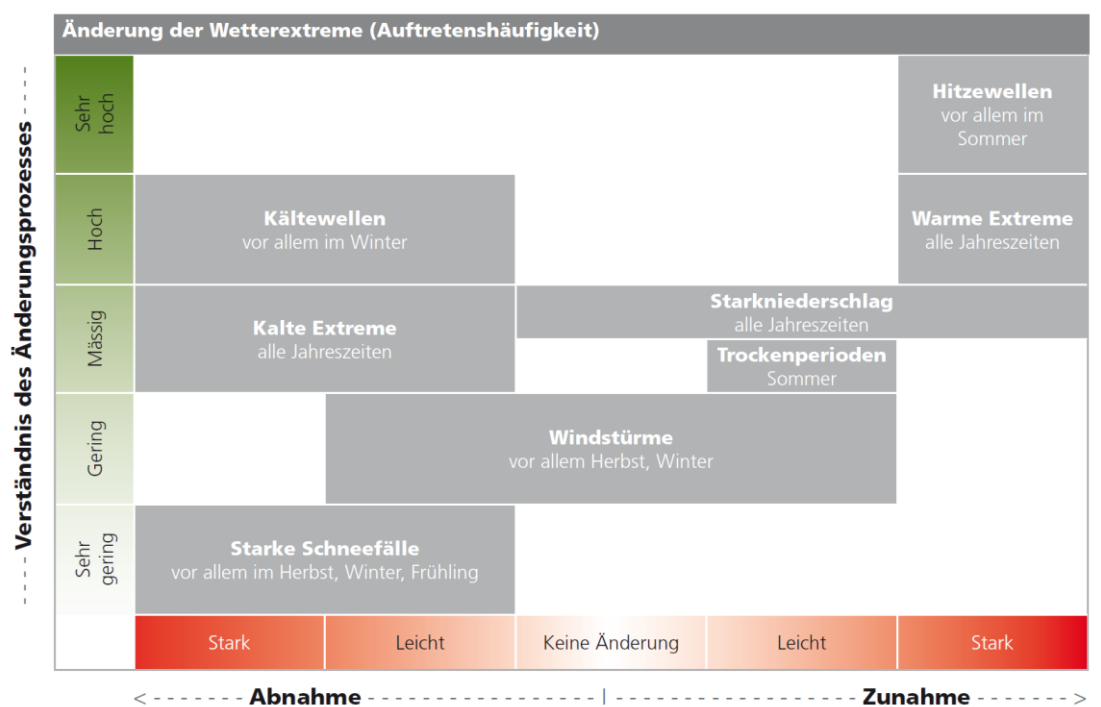 Änderung der Wetterextreme (Auftretenshäufigkeit)
Verständnis des Änderungsprozesses
Sehr
hoch
Hitzewellen
vor allem im
Sommer
Hoch
Kältewellen
vor allem im Winter
Warme Extreme
alle Jahreszeiten
Mässig
Kalte Extreme
alle Jahreszeiten
Starkniederschlag
alle Jahreszeiten
Trockenperioden
Sommer
Gering
Windstürme
vor allem Herbst, Winter
Sehr
gering
Starke Schneefälle
vor allem im Herbst, Winter, Frühling
Stark
Leicht
Keine Änderung
Leicht
Stark
Abnahme
Zunahme